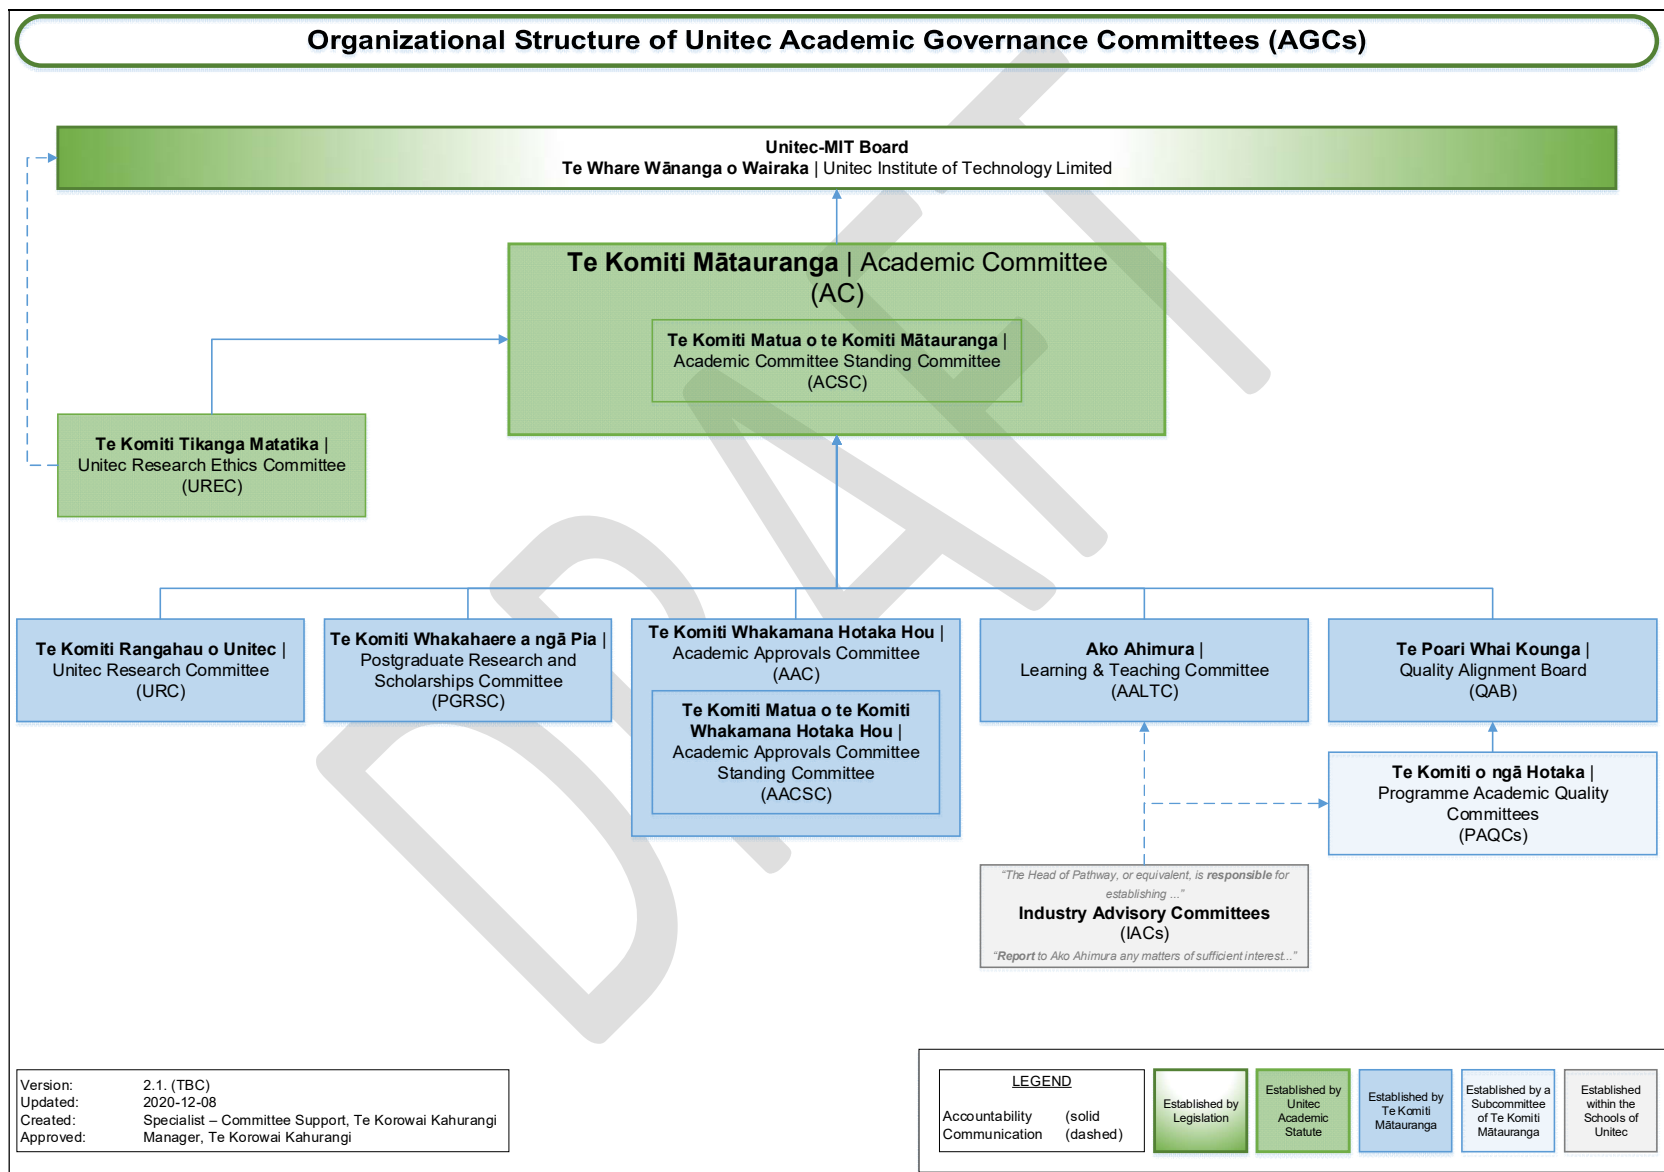 Organizational Structure of Unitec Academic Governance Committees (AGCs)
Unitec-MIT Board
Te Whare Wānanga o Wairaka | Unitec Institute of Technology Limited
Te Komiti Mātauranga | Academic Committee
(AC)
Te Komiti Matua o te Komiti Mātauranga |
Academic Committee Standing Committee
(ACSC)
Te Komiti Tikanga Matatika |
Unitec Research Ethics Committee
(UREC)
Te Komiti Rangahau o Unitec |
Unitec Research Committee
(URC)
Te Komiti Whakahaere a ngā Pia |
Postgraduate Research and
Scholarships Committee
(PGRSC)
Te Komiti Whakamana Hotaka Hou |
Academic Approvals Committee
(AAC)
Te Komiti Matua o te Komiti
Whakamana Hotaka Hou |
Academic Approvals Committee
Standing Committee
(AACSC)
Ako Ahimura |
Learning & Teaching Committee
(AALTC)
Te Poari Whai Kounga |
Quality Alignment Board
(QAB)
Te Komiti o ngā Hotaka |
Programme Academic Quality
Committees
(PAQCs)
“The Head of Pathway, or equivalent, is responsible for
establishing ...”
Industry Advisory Committees
(IACs)
“Report to Ako Ahimura any matters of sufficient interest...”
DRAFT
Version: 2.1. (TBC)
Updated: 2020-12-08
Created: Specialist – Committee Support, Te Korowai Kahurangi
Approved: Manager, Te Korowai Kahurangi
LEGEND
Accountability (solid
Communication (dashed)
Established by
Legislation
Established by
Unitec
Academic
Statute
Established by
Te Komiti
Mātauranga
Established by a
Subcommittee
of Te Komiti
Mātauranga
Established
within the
Schools of
Unitec